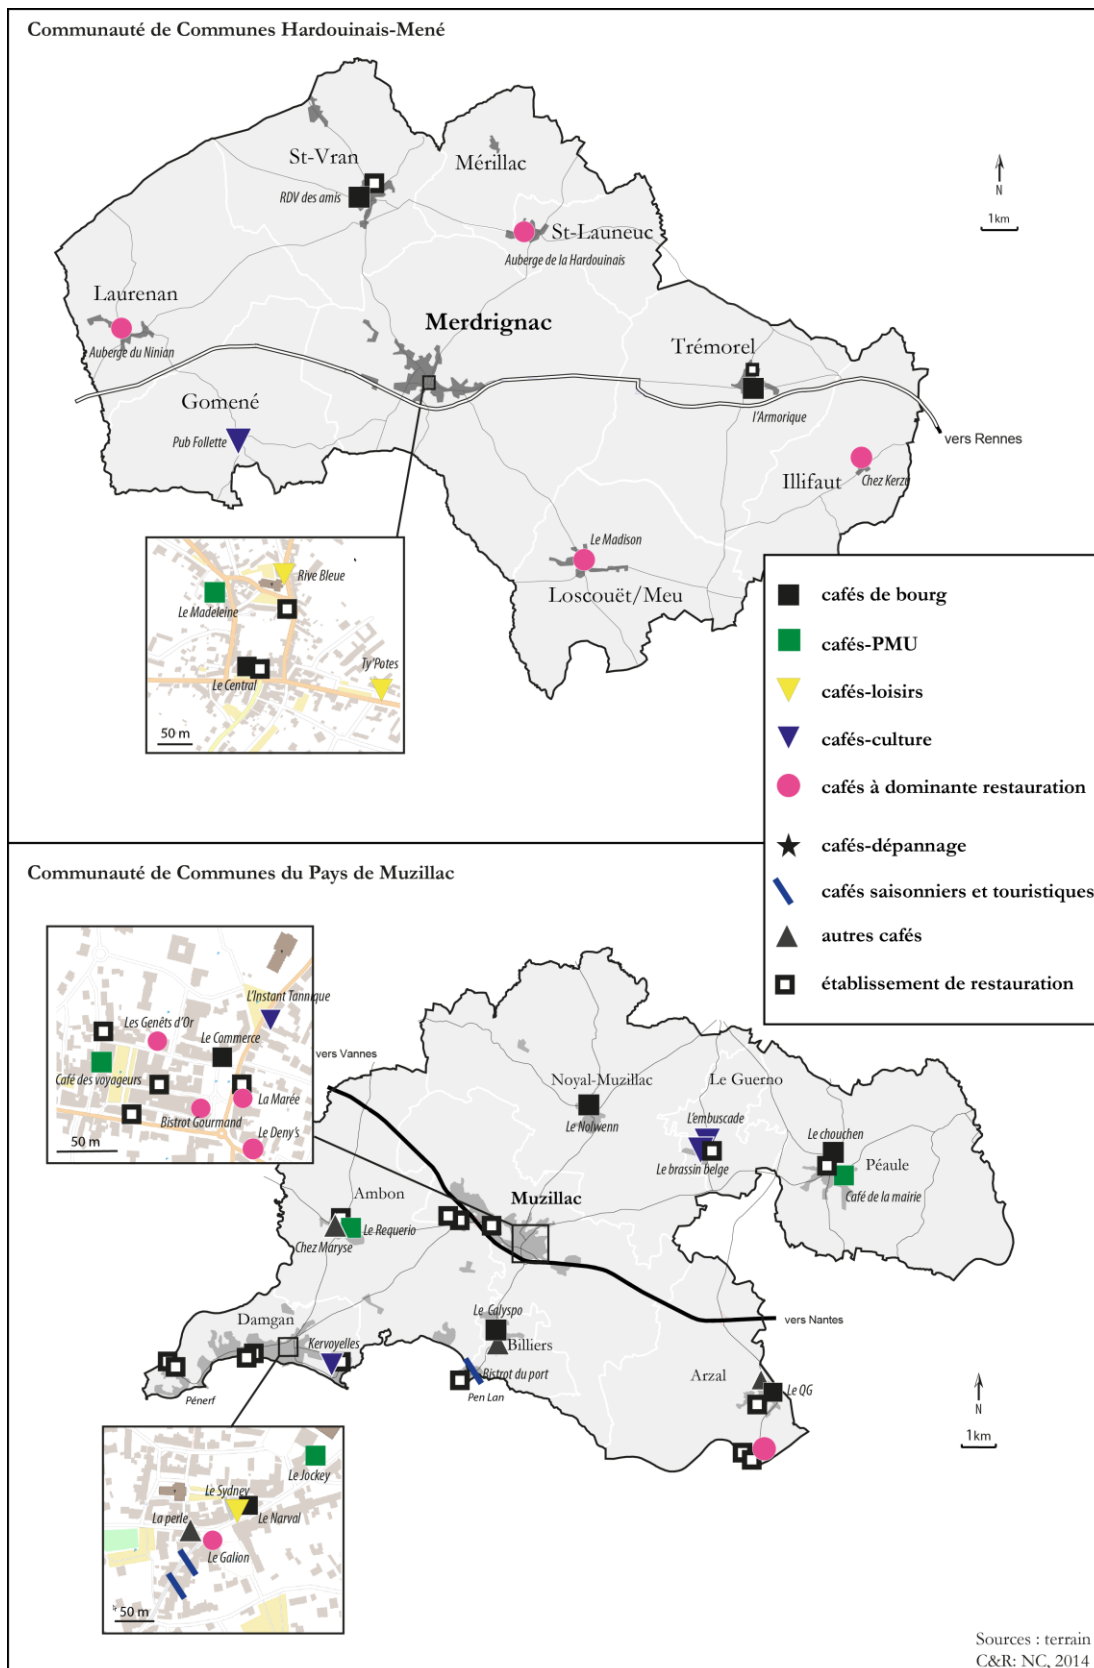 Communauté de Communes Hardouinais-Mené
St-Vran
Mérillac
RDV des amis
N
1km
St-Launeuc
Auberge de la Hardouinais
Laurenan
Merdrignac
Auberge du Ninian
Trémorel
Gomené
l'Armorique
Pub Follette
vers Rennes
Illifaut
Chez Kerzu
Le Madison
Loscouët/Meu
Rive Bleue
Le Madeleine
Ty'Potes
Le Central
50 m
cafés de bourg
cafés-PMU
cafés-loisirs
cafés-culture
cafés à dominante restauration
cafés-dépannage
cafés saisonniers et touristiques
autres cafés
établissement de restauration
Communauté de Communes du Pays de Muzillac
L'Instant Tannique
Les Genêts d'Or
Le Commerce
Café des voyageurs
La Marée
Bistrot Gourmand
Le Deny's
50 m
vers Vannes
Noyal-Muzillac
Le Guerno
Le Nolwenn
L'embuscade
Le brassin belge
Le chouchen
Péaule
Café de la mairie
Ambon
Muzillac
Le Requerio
Chez Maryse
Le Calyspo
vers Nantes
Damgan
Kervoyelles
Billiers
Bistrot du port
Pénerf
Pen Lan
Arzal
Le QG
N
1km
Le Jockey
Le Sydney
La perle
Le Narval
Le Galion
50 m
Sources : terrain
C&R: NC, 2014